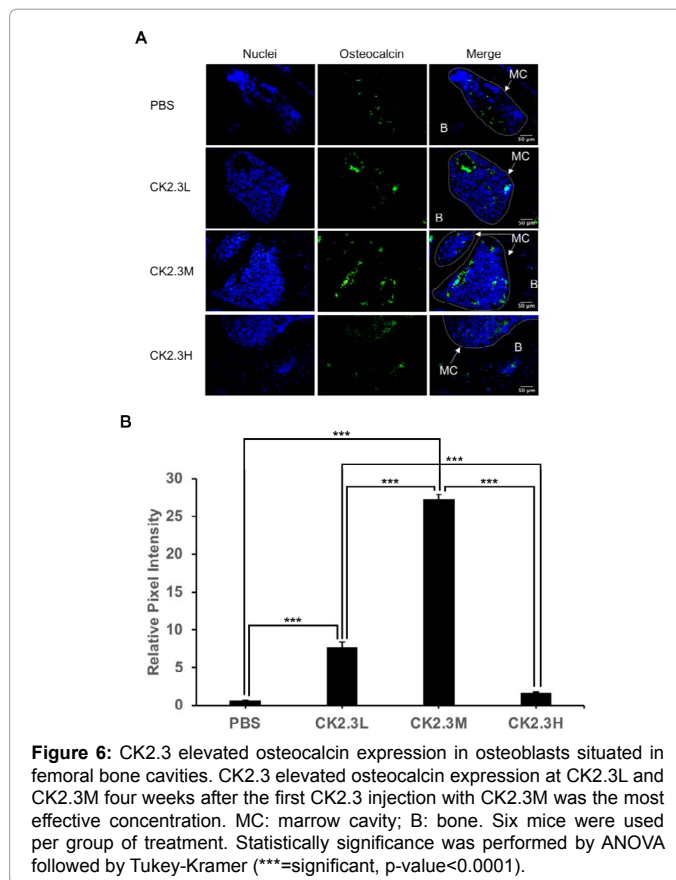 A
Nuclei Osteocalcin Merge
PBS
MC
B
50 µm
CK2.3L
MC
B
50 µm
CK2.3M
MC
B
50 µm
CK2.3H
B
MC
50 µm
B
***
***
*** ***
***
30
25
20
15
10
5
0
Relative Pixel Intensity
PBS CK2.3L CK2.3M CK2.3H
Figure 6: CK2.3 elevated osteocalcin expression in osteoblasts situated in
femoral bone cavities. CK2.3 elevated osteocalcin expression at CK2.3L and
CK2.3M four weeks after the first CK2.3 injection with CK2.3M was the most
effective concentration. MC: marrow cavity; B: bone. Six mice were used
per group of treatment. Statistically significance was performed by ANOVA
followed by Tukey-Kramer (***=significant, p-value<0.0001).